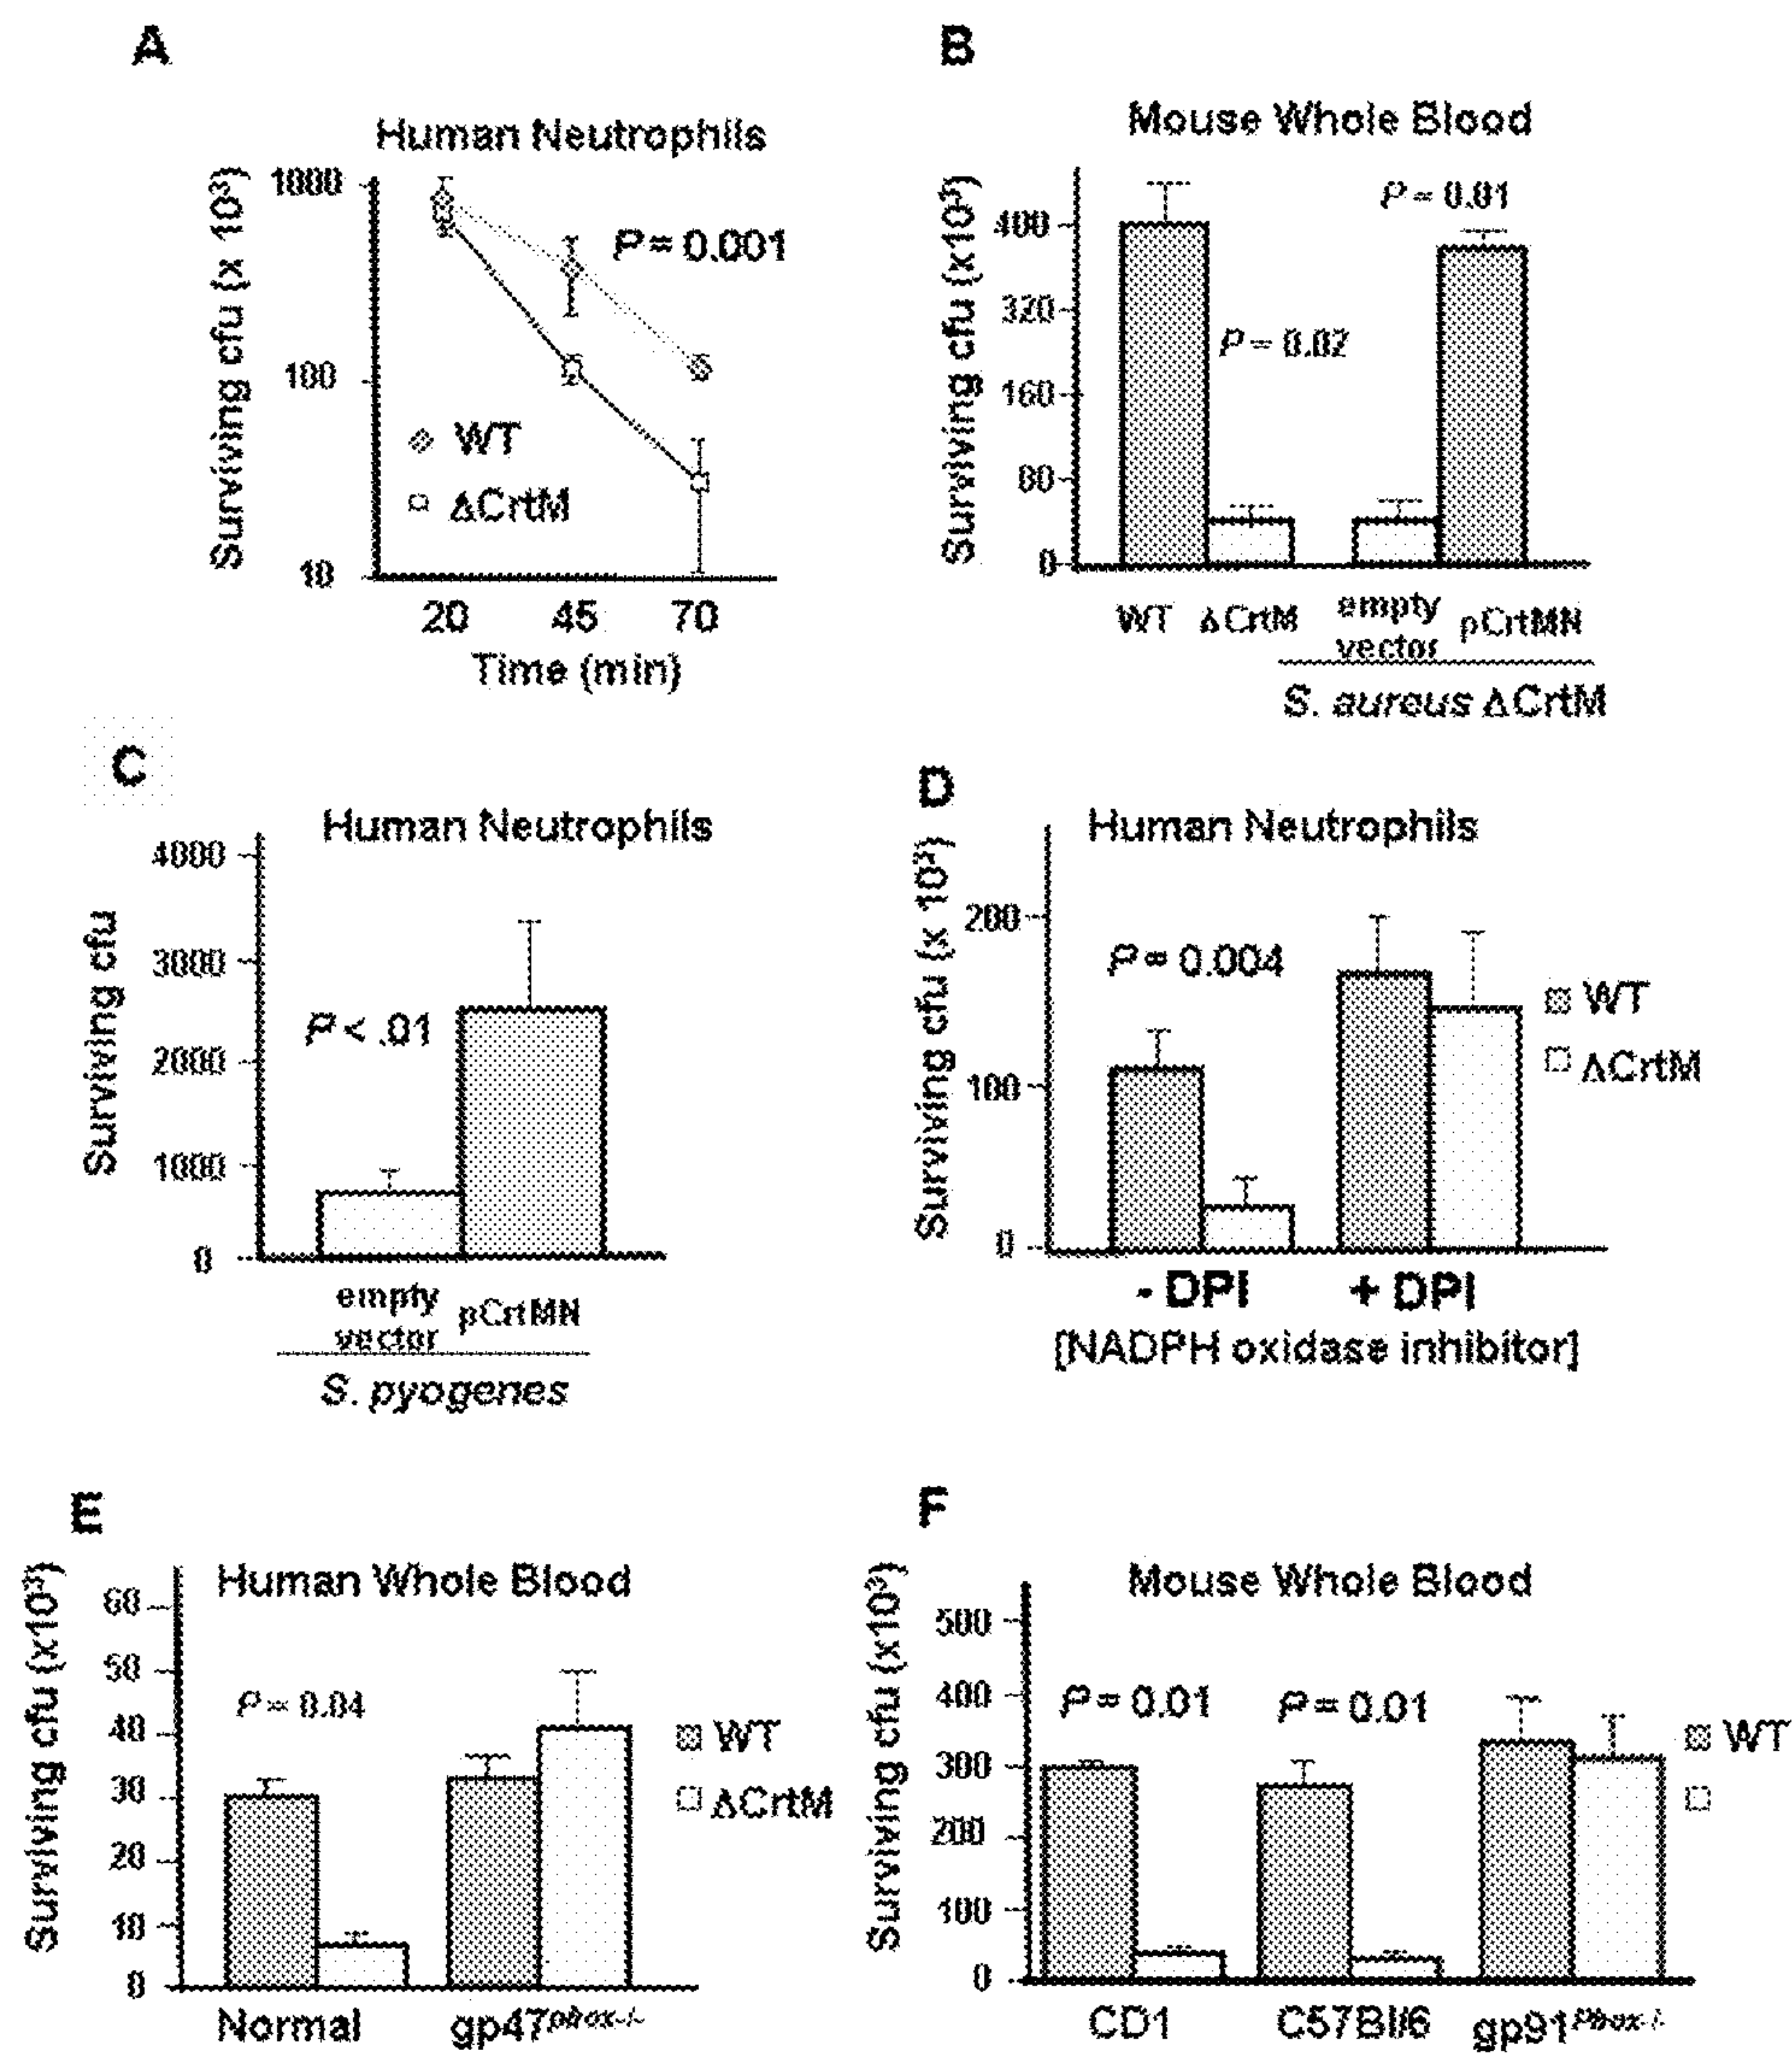 A
Human Neutrophils
Surviving cfu (x 10³)
1000
100
10
P = 0.001
WT
ΔCrtM
20 45 70
Time (min)
B
Mouse Whole Blood
Surviving cfu (x10³)
400
320
160
80
0
P = 0.02
P = 0.01
WT ΔCrtM empty vector pCrtMN
S. aureus ΔCrtM
C
Human Neutrophils
Surviving cfu
4000
3000
2000
1000
0
P < .01
empty vector pCrtMN
S. pyogenes
D
Human Neutrophils
Surviving cfu (x 10³)
200
100
0
P = 0.004
WT
ΔCrtM
- DPI + DPI
[NADPH oxidase inhibitor]
E
Human Whole Blood
Surviving cfu (x10³)
60
50
40
30
20
10
0
P = 0.04
WT
ΔCrtM
Normal gp47phox-/-
F
Mouse Whole Blood
Surviving cfu (x10³)
500
400
300
200
100
0
P = 0.01
P = 0.01
WT
CD1 C57Bl/6 gp91Phox-/-